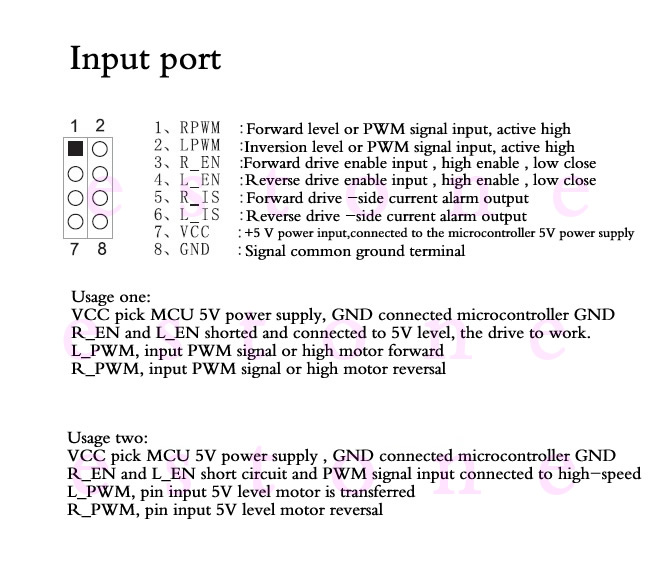 Input port
1 2
1、RPWM :Forward level or PWM signal input, active high
2、LPWM :Inversion level or PWM signal input, active high
3、R_EN :Forward drive enable input , high enable , low close
4、L_EN :Reverse drive enable input , high enable , low close
5、R_IS :Forward drive -side current alarm output
6、L_IS :Reverse drive -side current alarm output
7、VCC :+5 V power input,connected to the microcontroller 5V power supply
7 8
8、GND :Signal common ground terminal
e s t o n e
Usage one:
VCC pick MCU 5V power supply, GND connected microcontroller GND
R_EN and L_EN shorted and connected to 5V level, the drive to work.
L_PWM, input PWM signal or high motor forward
R_PWM, input PWM signal or high motor reversal
e s t o n e
Usage two:
VCC pick MCU 5V power supply , GND connected microcontroller GND
R_EN and L_EN short circuit and PWM signal input connected to high-speed
L_PWM, pin input 5V level motor is transferred
R_PWM, pin input 5V level motor reversal
e s t o n e